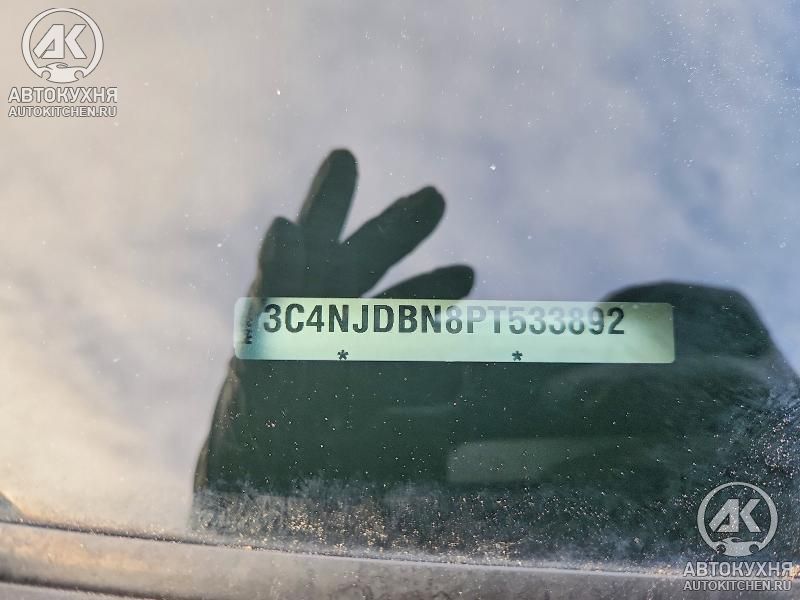 АК
АВТОКУХНЯ
AUTOKITCHEN.RU
3C4NJDBN8PT533892
* *
АК
АВТОКУХНЯ
AUTOKITCHEN.RU